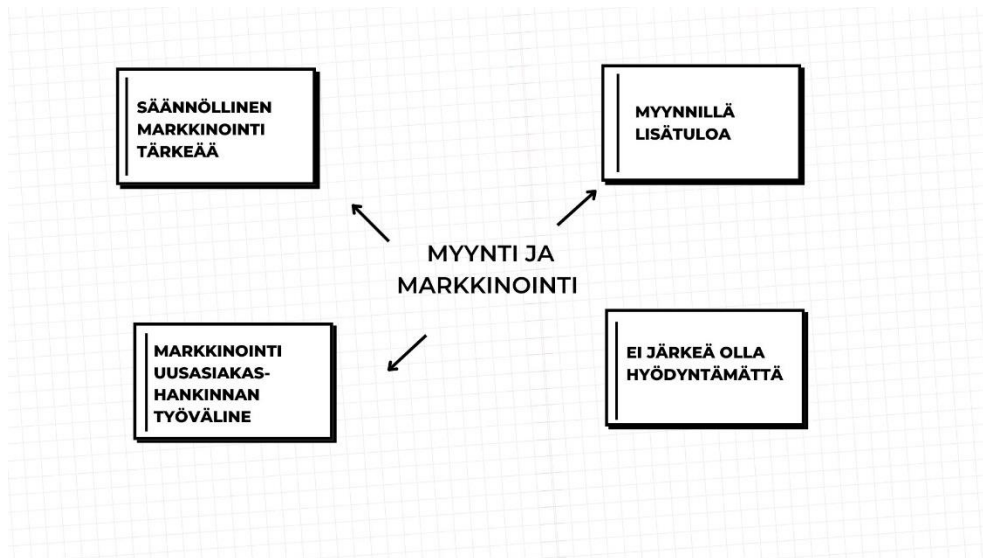 SÄÄNNÖLLINEN
MARKKINOINTI
TÄRKEÄÄ
MYYNNILLÄ
LISÄTULOA
MYYNTI JA
MARKKINOINTI
MARKKINOINTI
UUSASIAKAS-
HANKINNAN
TYÖVÄLINE
EI JÄRKEÄ OLLA
HYÖDYNTÄMÄTTÄ